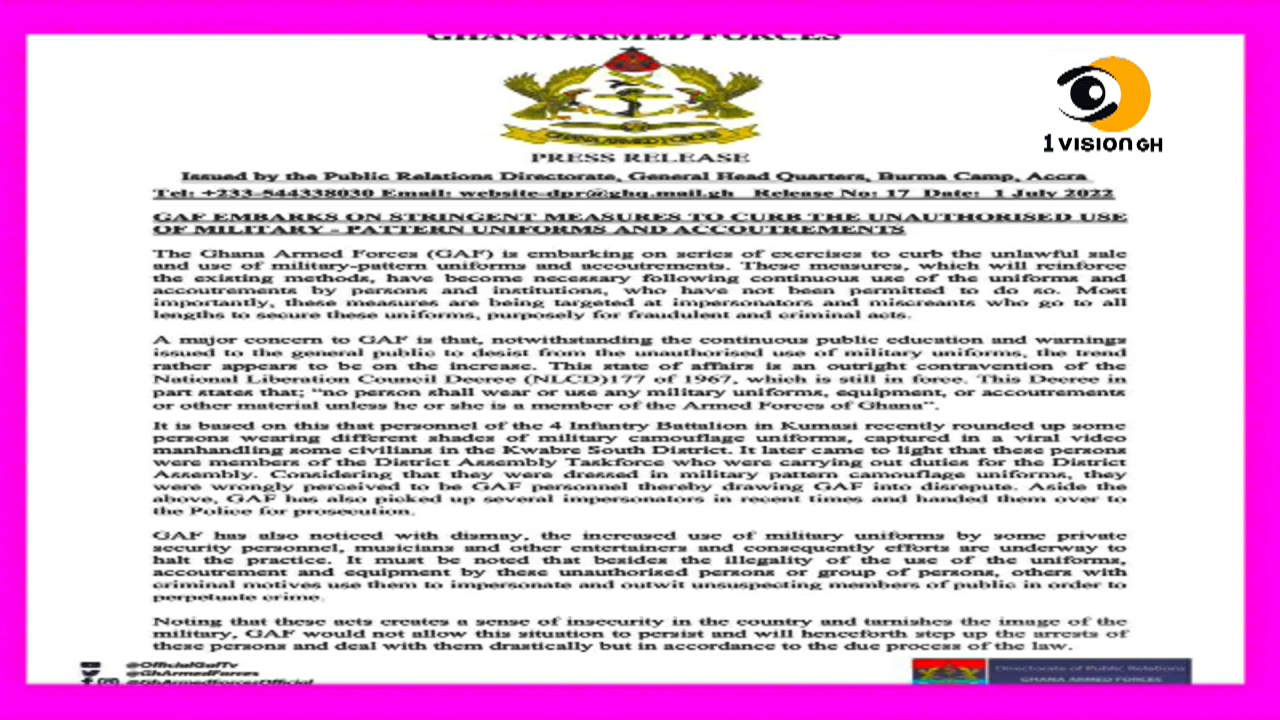 GHANA ARMED FORCES
GHANA ARMED FORCES
1 VISION GH
PRESS RELEASE
Issued by the Public Relations Directorate, General Head Quarters, Burma Camp, Accra
Tel: +233-544338030 Email: website-dpr@ghq.mail.gh Release No: 17 Date: 1 July 2022
GAF EMBARKS ON STRINGENT MEASURES TO CURB THE UNAUTHORISED USE
OF MILITARY - PATTERN UNIFORMS AND ACCOUTREMENTS
The Ghana Armed Forces (GAF) is embarking on series of exercises to curb the unlawful sale
and use of military-pattern uniforms and accoutrements. These measures, which will reinforce
the existing methods, have become necessary following continuous use of the uniforms and
accoutrements by persons and institutions, who have not been permitted to do so. Most
importantly, these measures are being targeted at impersonators and miscreants who go to all
lengths to secure these uniforms, purposely for fraudulent and criminal acts.
A major concern to GAF is that, notwithstanding the continuous public education and warnings
issued to the general public to desist from the unauthorised use of military uniforms, the trend
rather appears to be on the increase. This state of affairs is an outright contravention of the
National Liberation Council Decree (NLCD)177 of 1967, which is still in force. This Decree in
part states that; "no person shall wear or use any military uniforms, equipment, or accoutrements
or other material unless he or she is a member of the Armed Forces of Ghana".
It is based on this that personnel of the 4 Infantry Battalion in Kumasi recently rounded up some
persons wearing different shades of military camouflage uniforms, captured in a viral video
manhandling some civilians in the Kwabre South District. It later came to light that these persons
were members of the District Assembly Taskforce who were carrying out duties for the District
Assembly. Considering that they were dressed in military pattern camouflage uniforms, they
were wrongly perceived to be GAF personnel thereby drawing GAF into disrepute. Aside the
above, GAF has also picked up several impersonators in recent times and handed them over to
the Police for prosecution.
GAF has also noticed with dismay, the increased use of military uniforms by some private
security personnel, musicians and other entertainers and consequently efforts are underway to
halt the practice. It must be noted that besides the illegality of the use of the uniforms,
accoutrement and equipment by these unauthorised persons or group of persons, others with
criminal motives use them to impersonate and outwit unsuspecting members of public in order to
perpetuate crime.
Noting that these acts creates a sense of insecurity in the country and tarnishes the image of the
military, GAF would not allow this situation to persist and will henceforth step up the arrests of
these persons and deal with them drastically but in accordance to the due process of the law.
@OfficialGafTv
@GhArmedForces
@GhArmedForcesOfficial
Directorate of Public Relations
GHANA ARMED FORCES